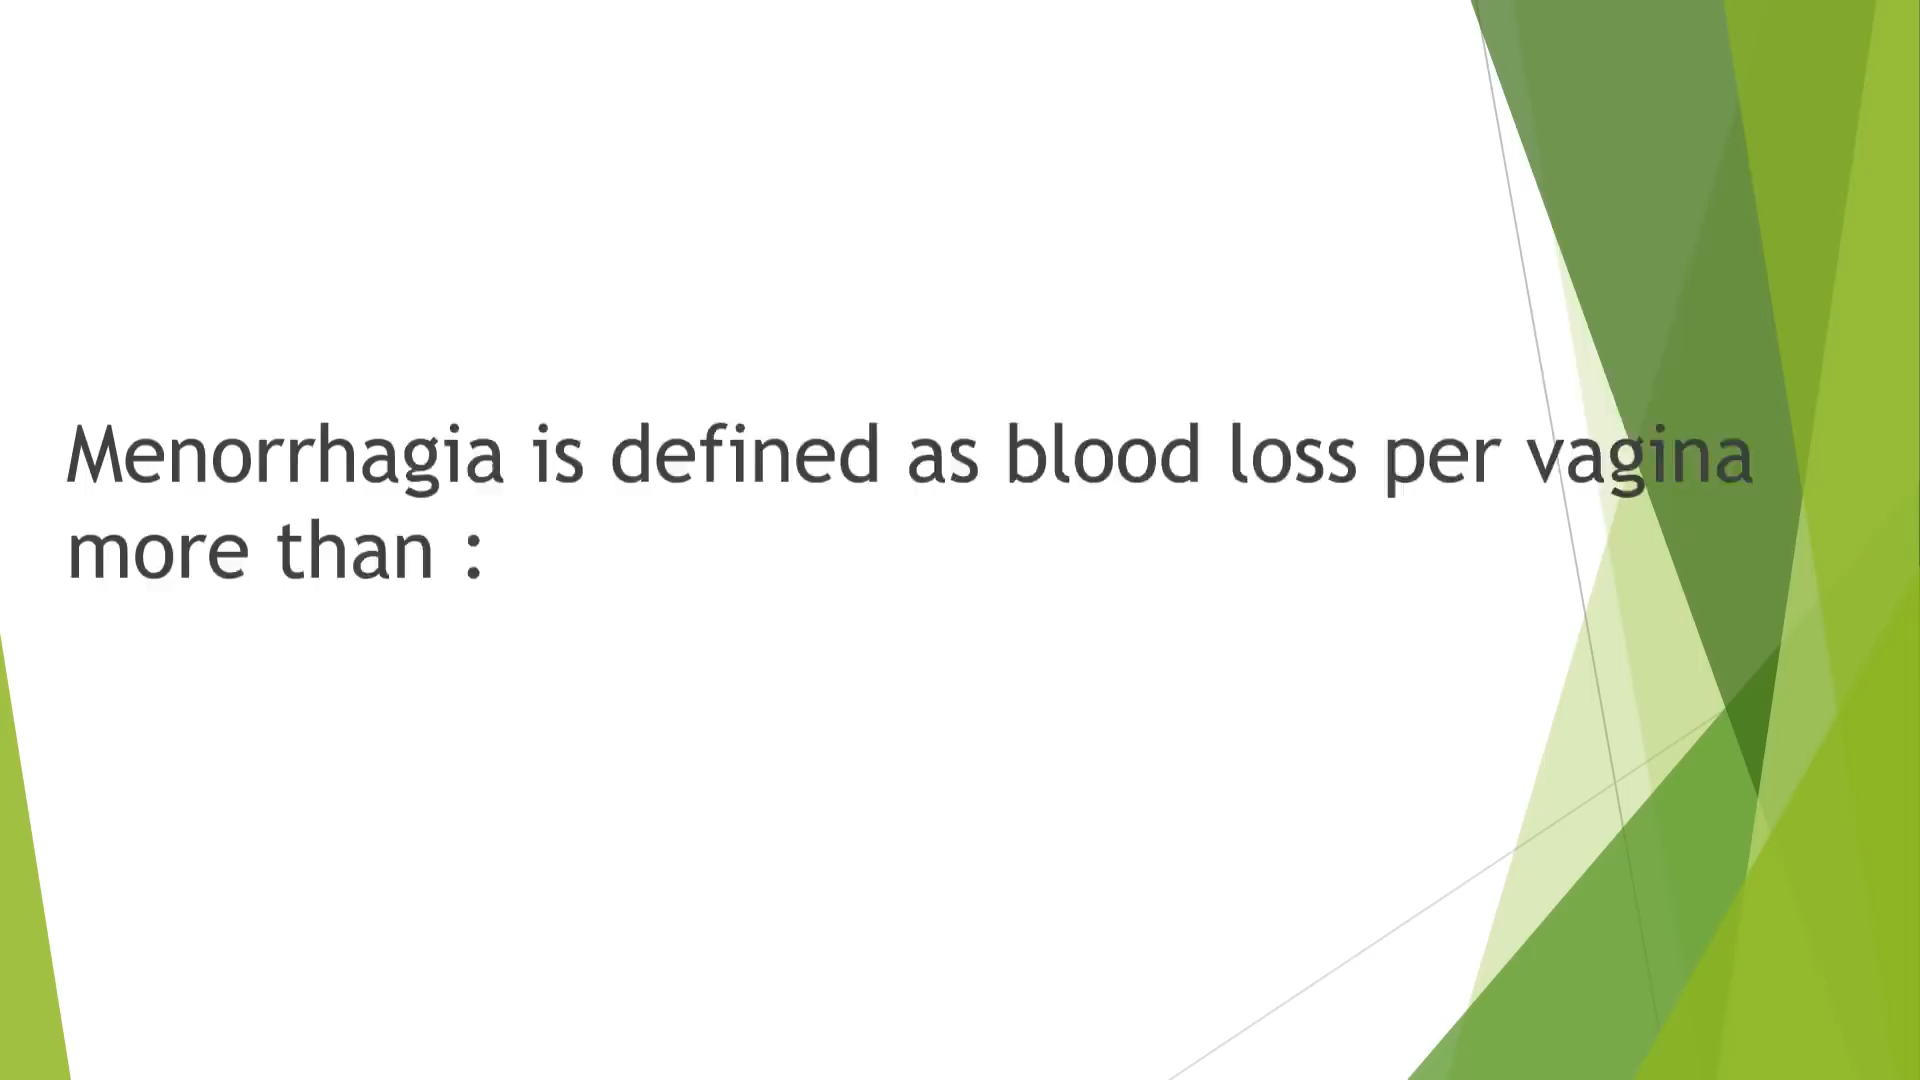 Menorrhagia is defined as blood loss per vagina
more than :